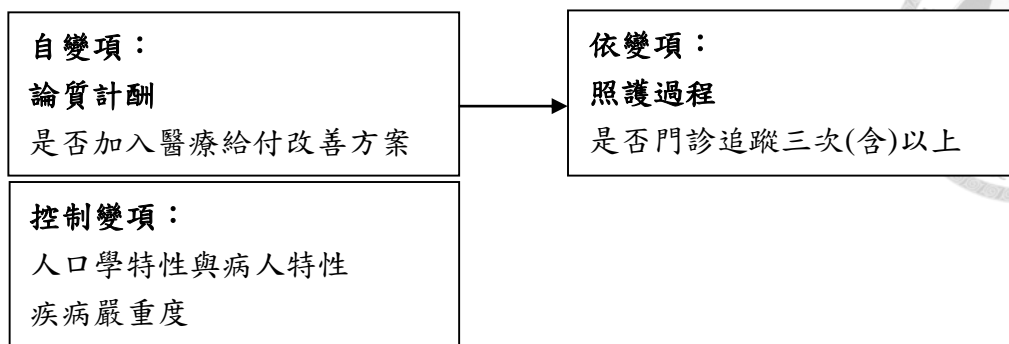 自變項：
論質計酬
是否加入醫療給付改善方案
依變項：
照護過程
是否門診追蹤三次(含)以上
控制變項：
人口學特性與病人特性
疾病嚴重度